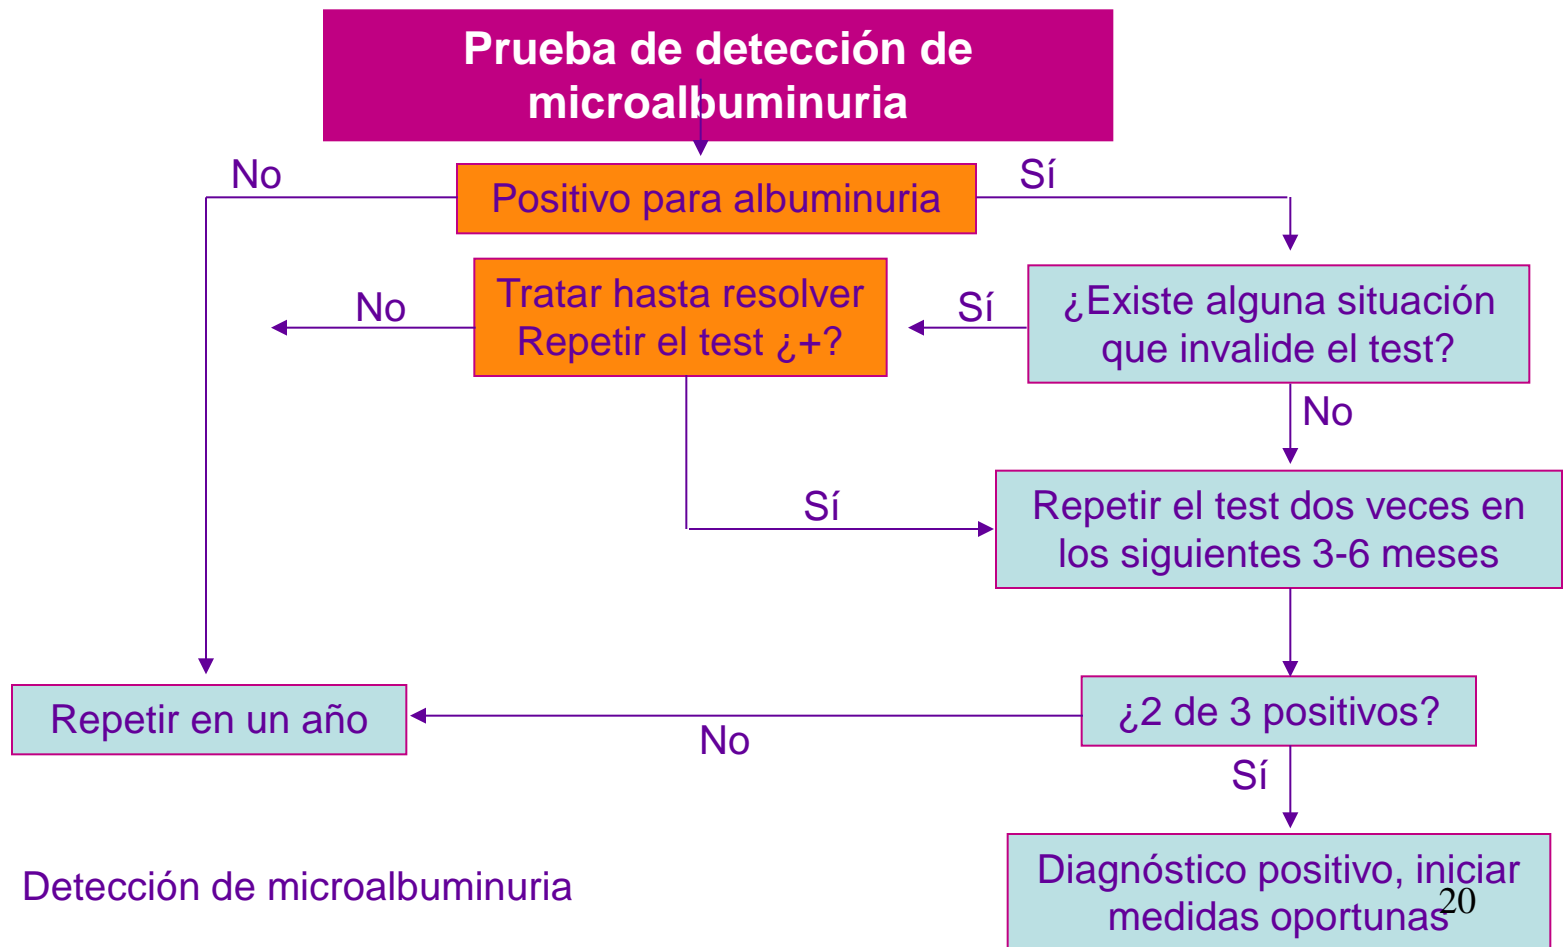 Prueba de detección de
microalbuminuria
No
Positivo para albuminuria
Sí
No
Tratar hasta resolver
Repetir el test ¿+?
Sí
¿Existe alguna situación
que invalide el test?
No
Sí
Repetir el test dos veces en
los siguientes 3-6 meses
Repetir en un año
No
¿2 de 3 positivos?
Sí
Detección de microalbuminuria
Diagnóstico positivo, iniciar
medidas oportunas
20